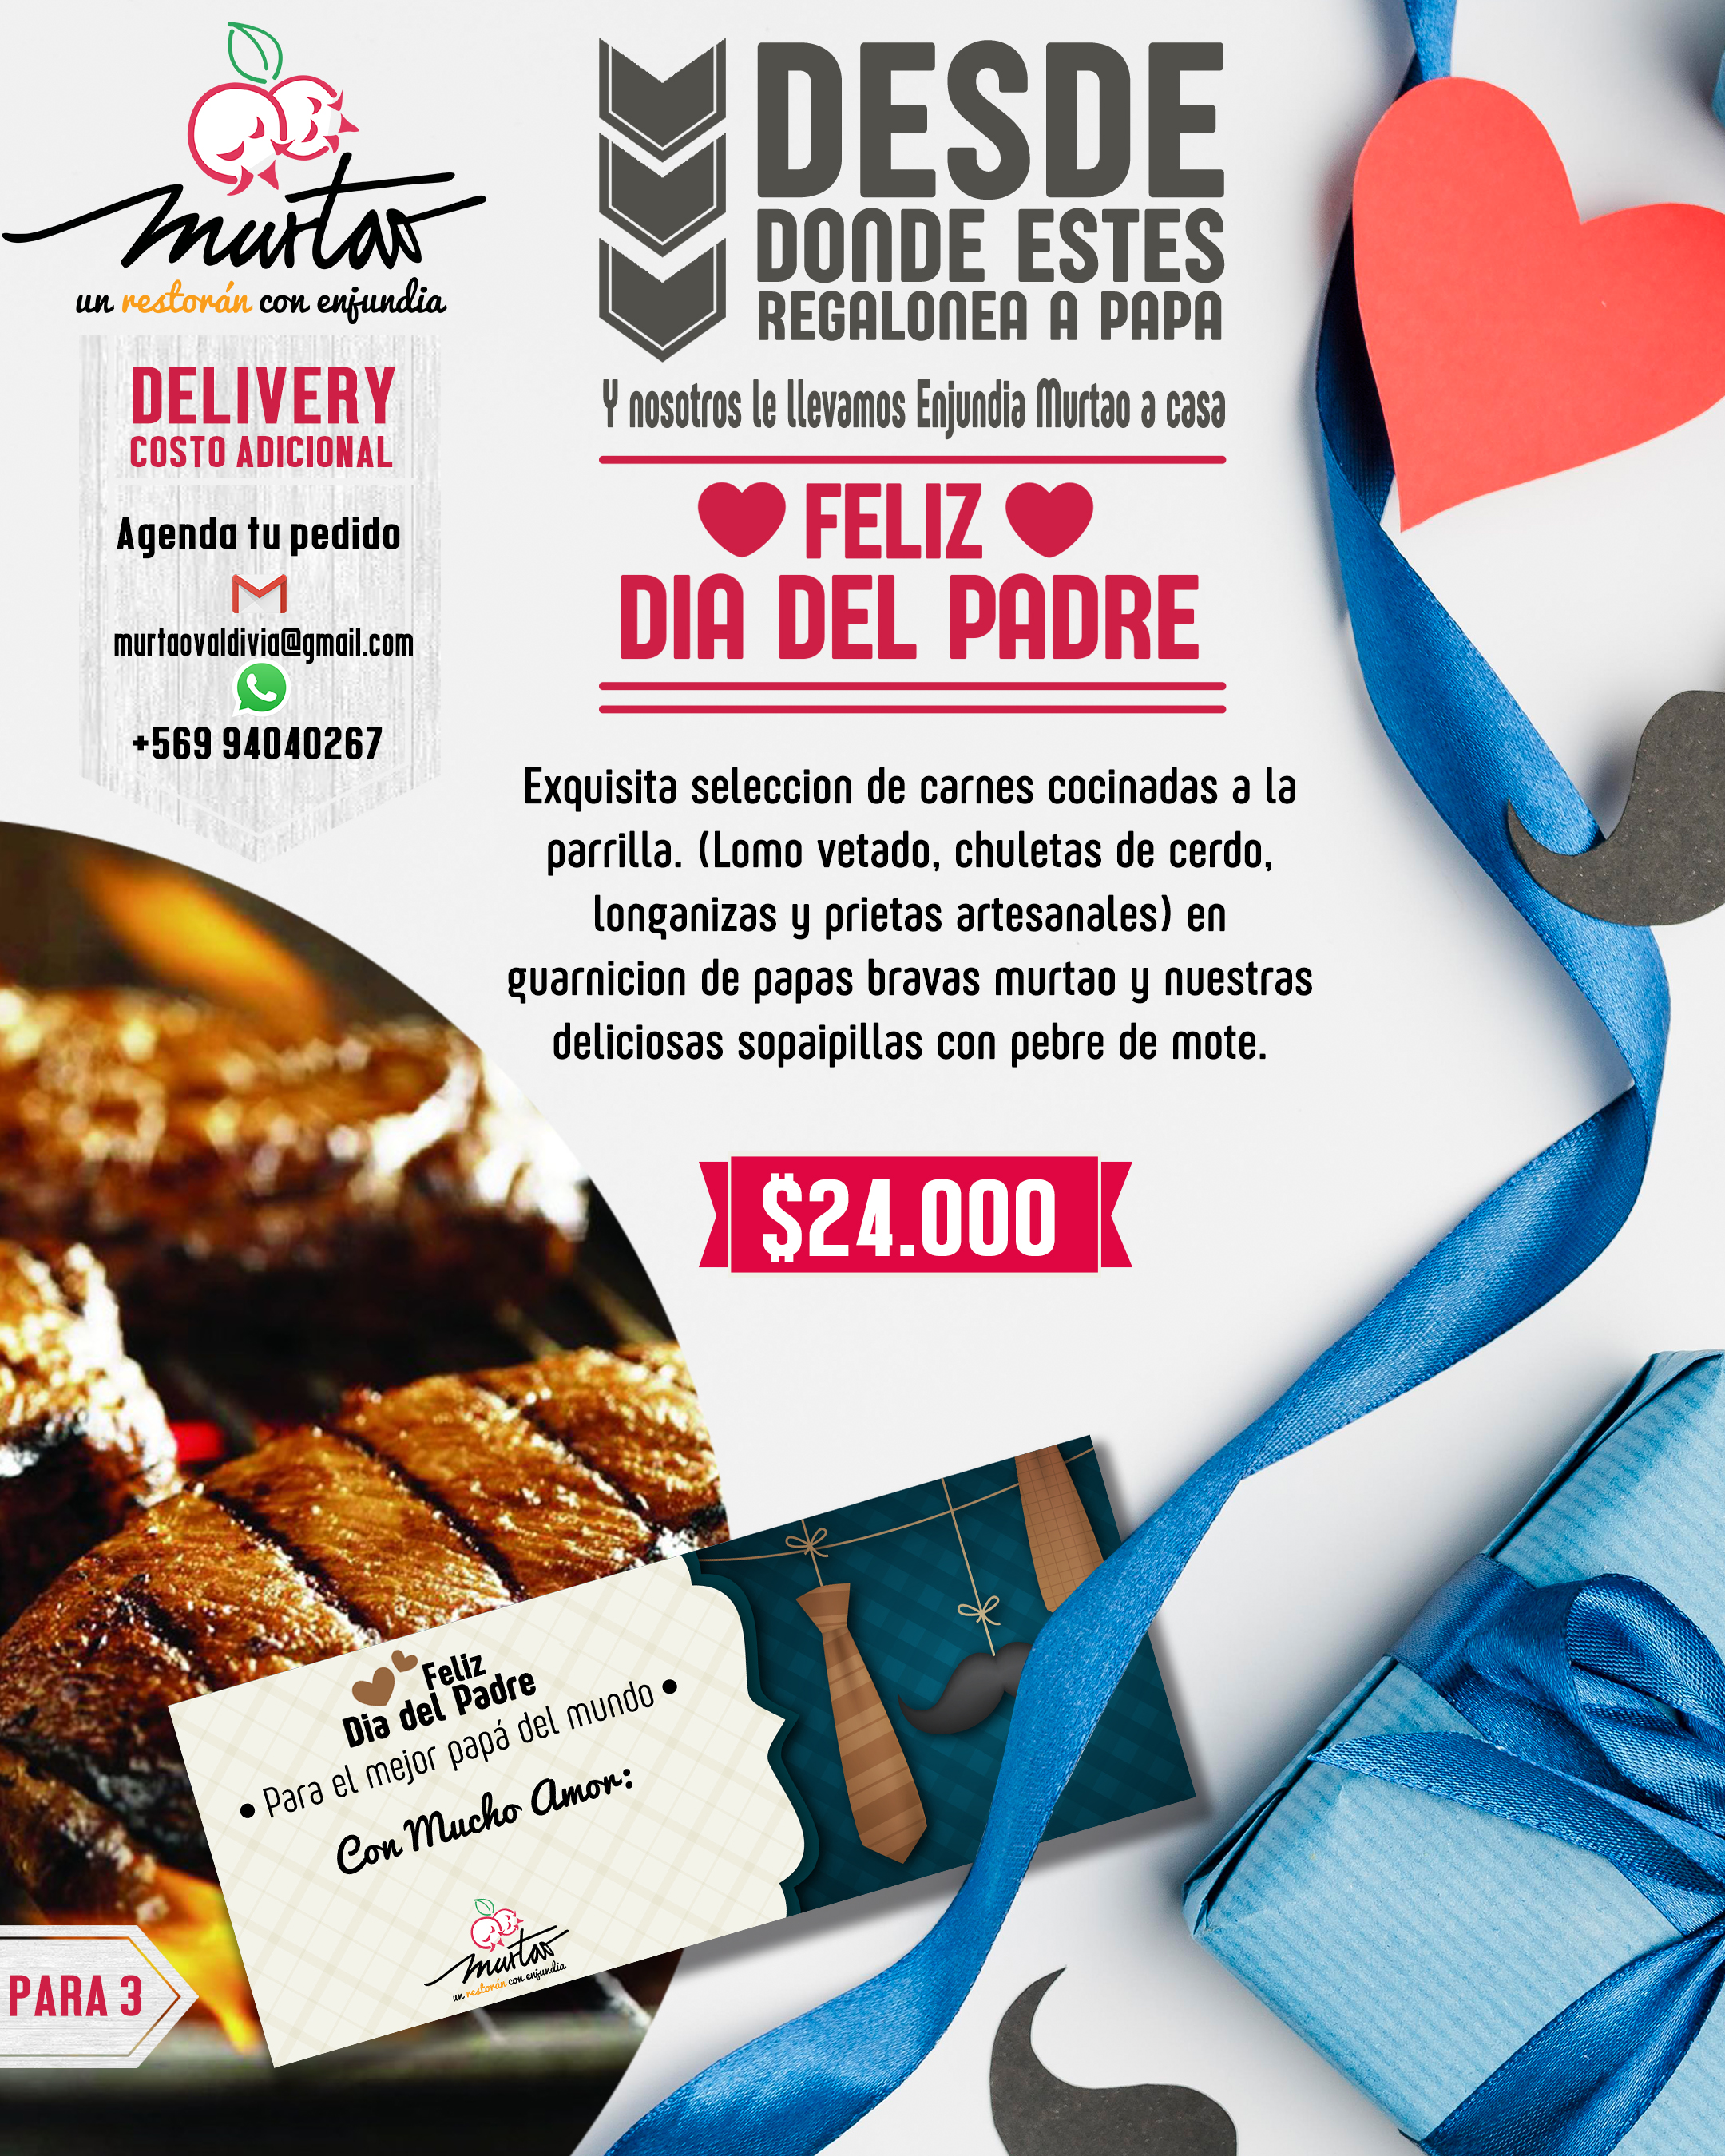 murtao
un restorán con enjundia
DELIVERY
COSTO ADICIONAL
Agenda tu pedido
murtaovaldivia@gmail.com
+569 94040267
DESDE
DONDE ESTES
REGALONEA A PAPA
Y nosotros le llevamos Enjundia Murtao a casa
FELIZ
DIA DEL PADRE
Exquisita seleccion de carnes cocinadas a la
parrilla. (Lomo vetado, chuletas de cerdo,
longanizas y prietas artesanales) en
guarnicion de papas bravas murtao y nuestras
deliciosas sopaipillas con pebre de mote.
$24.000
Feliz
Dia del Padre
• Para el mejor papá del mundo •
Con Mucho Amor:
murtao
un restorán con enjundia
PARA 3